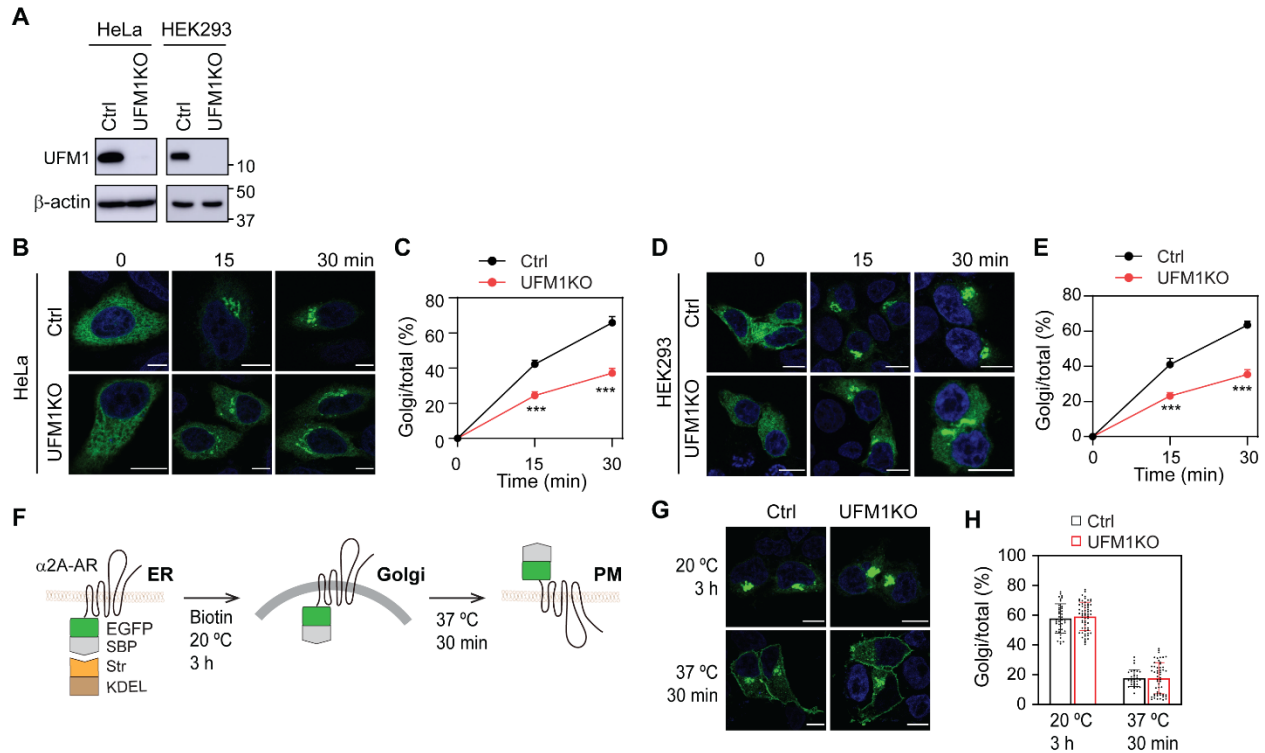 A
HeLa HEK293
Ctrl UFM1KO Ctrl UFM1KO
UFM1
10
β-actin
50
37
B
0 15 30 min
HeLa
Ctrl
UFM1KO
C
Ctrl
UFM1KO
Golgi/total (%)
80
60
40
20
0
*** ***
0 15 30
Time (min)
D
0 15 30 min
HEK293
Ctrl
UFM1KO
E
Ctrl
UFM1KO
Golgi/total (%)
80
60
40
20
0
*** ***
0 15 30
Time (min)
F
α2A-AR ER
EGFP
SBP
Str
KDEL
Biotin
20 ºC
3 h
Golgi
37 ºC
30 min
PM
G
Ctrl UFM1KO
20 ºC
3 h
37 ºC
30 min
H
Ctrl
UFM1KO
Golgi/total (%)
100
80
60
40
20
0
20 ºC 37 ºC
3 h 30 min